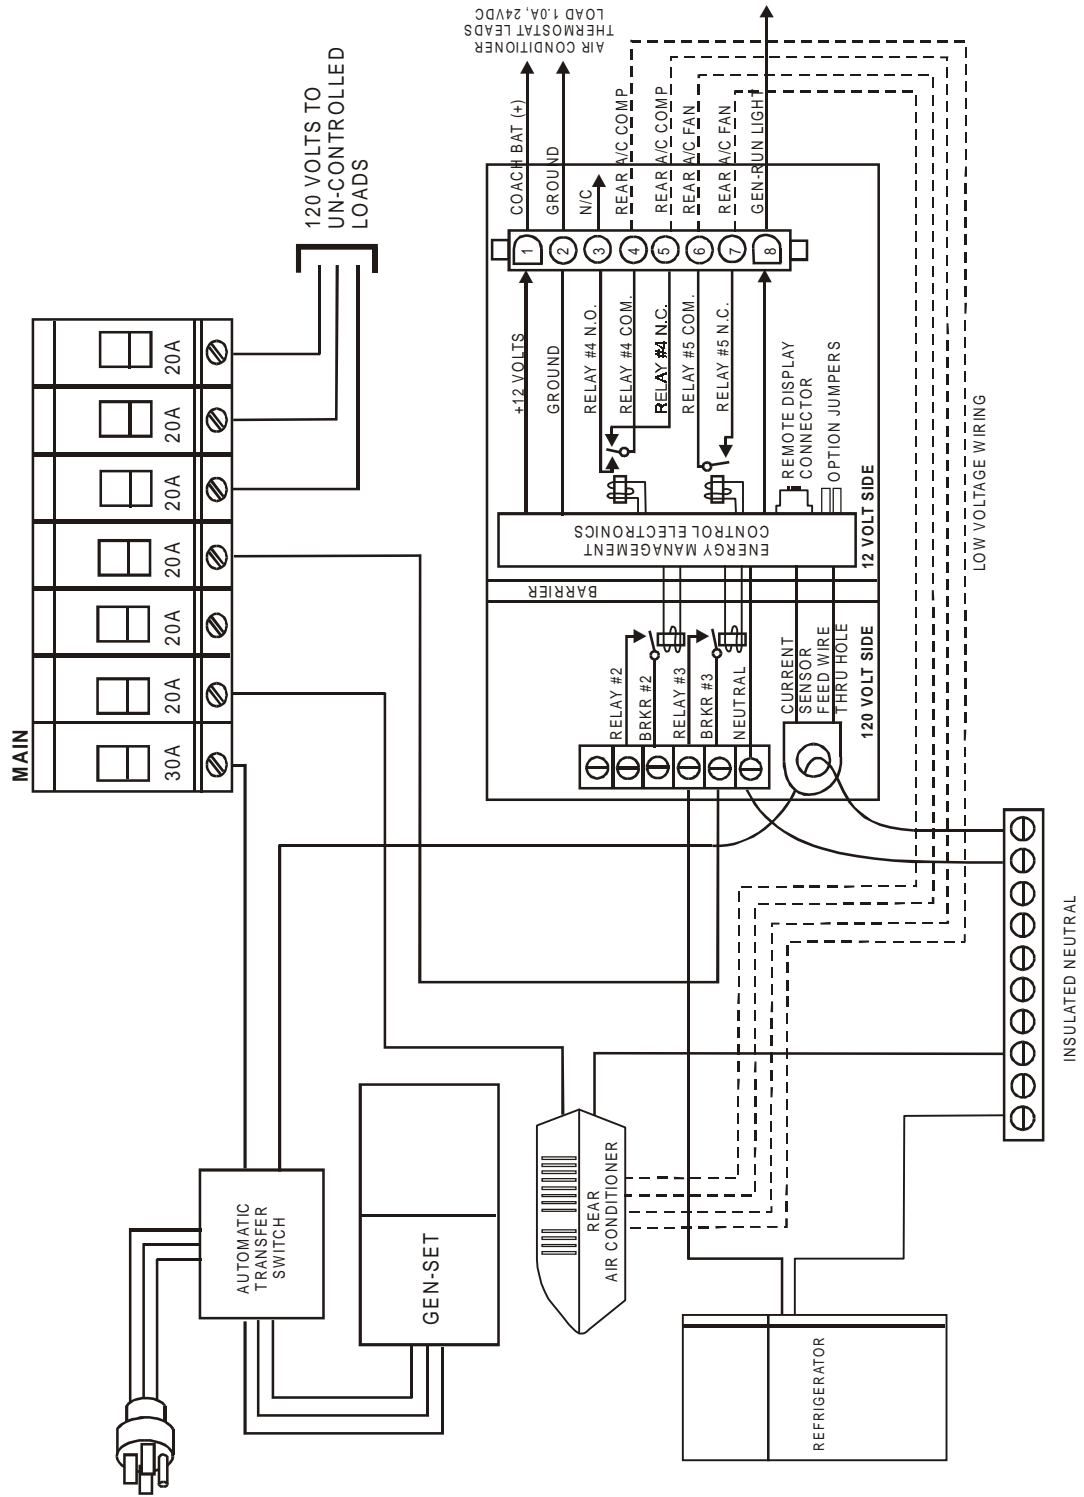 AIR CONDITIONER
THERMOSTAT LEADS
LOAD 1.0A, 24VDC
120 VOLTS TO
UN-CONTROLLED
LOADS
COACH BAT (+)
GROUND
N/C
REAR A/C COMP
REAR A/C COMP
REAR A/C FAN
REAR A/C FAN
GEN-RUN LIGHT
1
2
3
4
5
6
7
8
+12 VOLTS
GROUND
RELAY #4 N.O.
RELAY #4 COM.
RELAY #4 N.C.
RELAY #5 COM.
RELAY #5 N.C.
REMOTE DISPLAY
CONNECTOR
OPTION JUMPERS
ENERGY MANAGEMENT
CONTROL ELECTRONICS
12 VOLT SIDE
LOW VOLTAGE WIRING
BARRIER
RELAY #2
BRKR #2
RELAY #3
BRKR #3
NEUTRAL
CURRENT
SENSOR
FEED WIRE
THRU HOLE
120 VOLT SIDE
MAIN
30A
20A
20A
20A
20A
20A
20A
INSULATED NEUTRAL
AUTOMATIC
TRANSFER
SWITCH
GEN-SET
REAR
AIR CONDITIONER
REFRIGERATOR